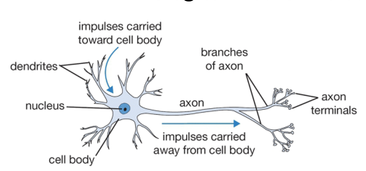 impulses carried
toward cell body
branches
of axon
dendrites
nucleus
axon
axon
terminals
impulses carried
away from cell body
cell body